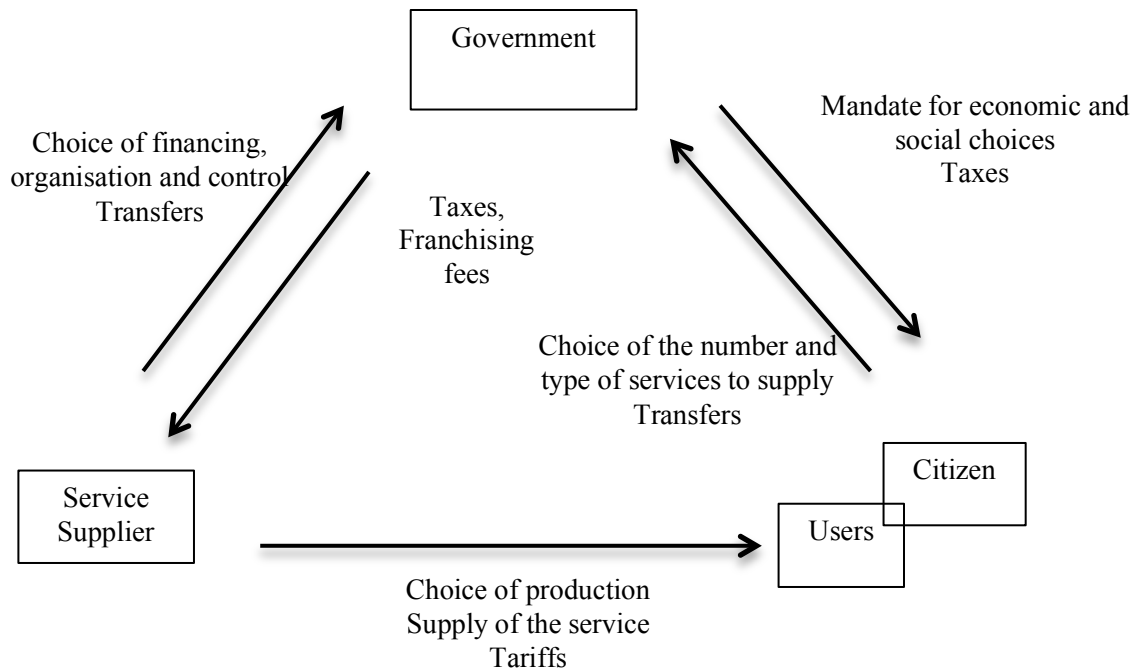 Government
Mandate for economic and
social choices
Taxes
Choice of financing,
organisation and control
Transfers
Taxes,
Franchising
fees
Choice of the number and
type of services to supply
Transfers
Citizen
Service
Supplier
Users
Choice of production
Supply of the service
Tariffs